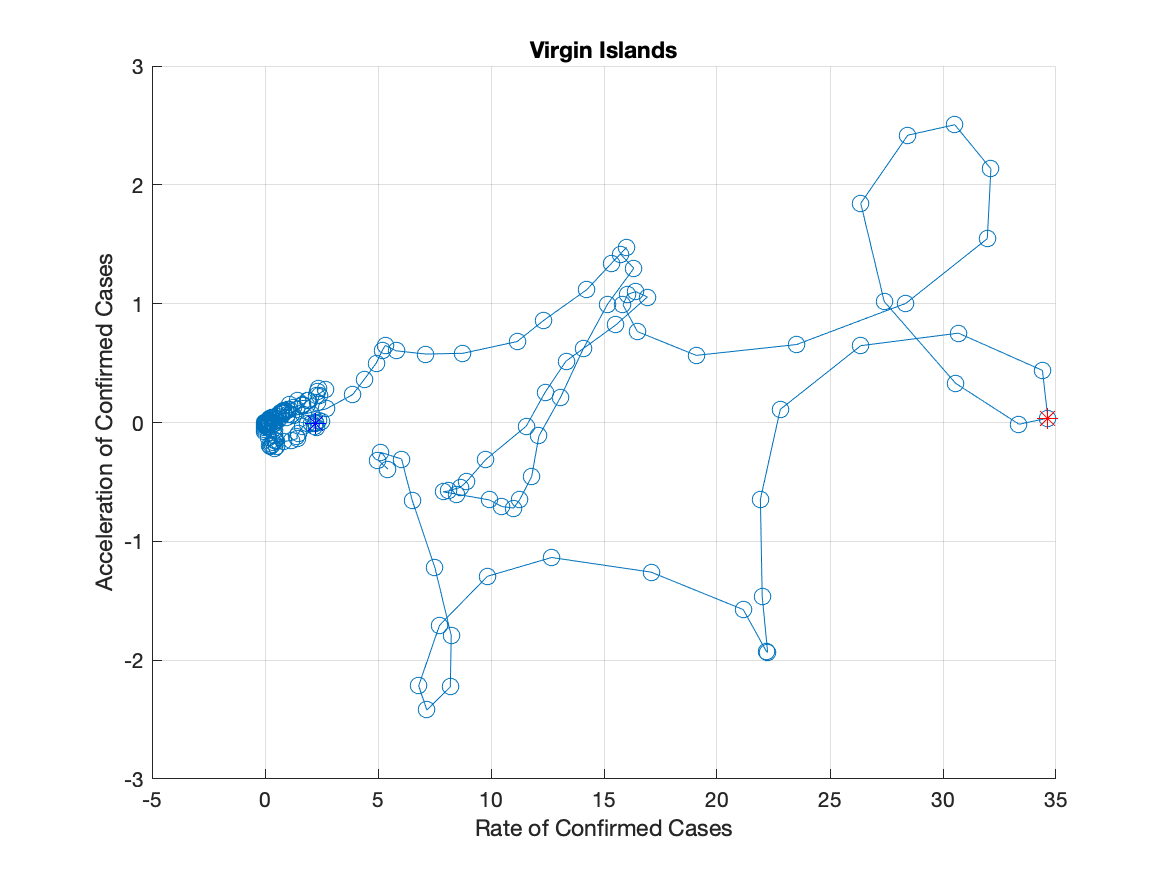 Virgin Islands
3
2
1
0
-1
-2
-3
Acceleration of Confirmed Cases
-5 0 5 10 15 20 25 30 35
Rate of Confirmed Cases